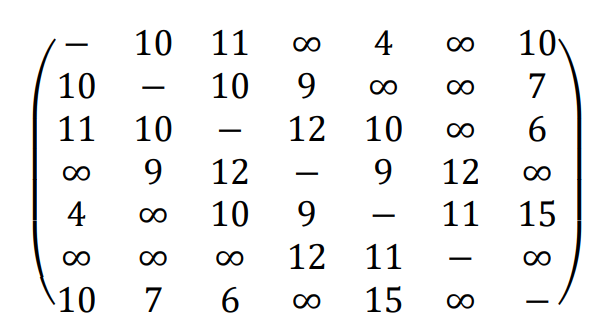 − 10 11 ∞ 4 ∞ 10
10 − 10 9 ∞ ∞ 7
11 10 − 12 10 ∞ 6
∞ 9 12 − 9 12 ∞
4 ∞ 10 9 − 11 15
∞ ∞ ∞ 12 11 − ∞
10 7 6 ∞ 15 ∞ −